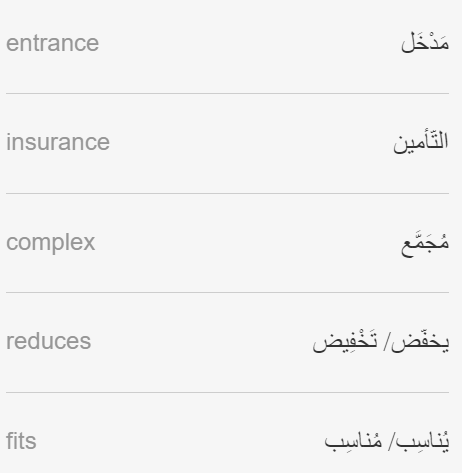 entrance مَدْخَل
insurance التّأمين
complex مُجَمَّع
reduces يخفّض/ تَخْفِيض
fits يُناسِب/ مُناسِب